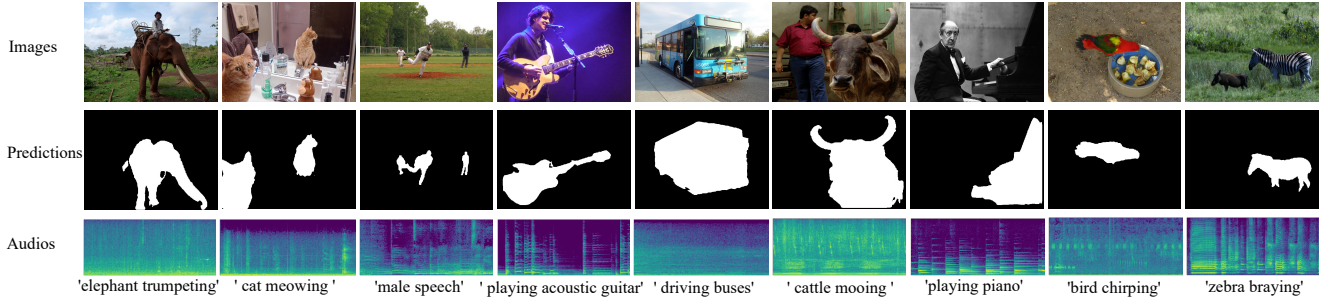 Images
Predictions
Audios
'elephant trumpeting'
' cat meowing '
'male speech'
' playing acoustic guitar'
' driving buses'
' cattle mooing '
'playing piano'
'bird chirping'
'zebra braying'